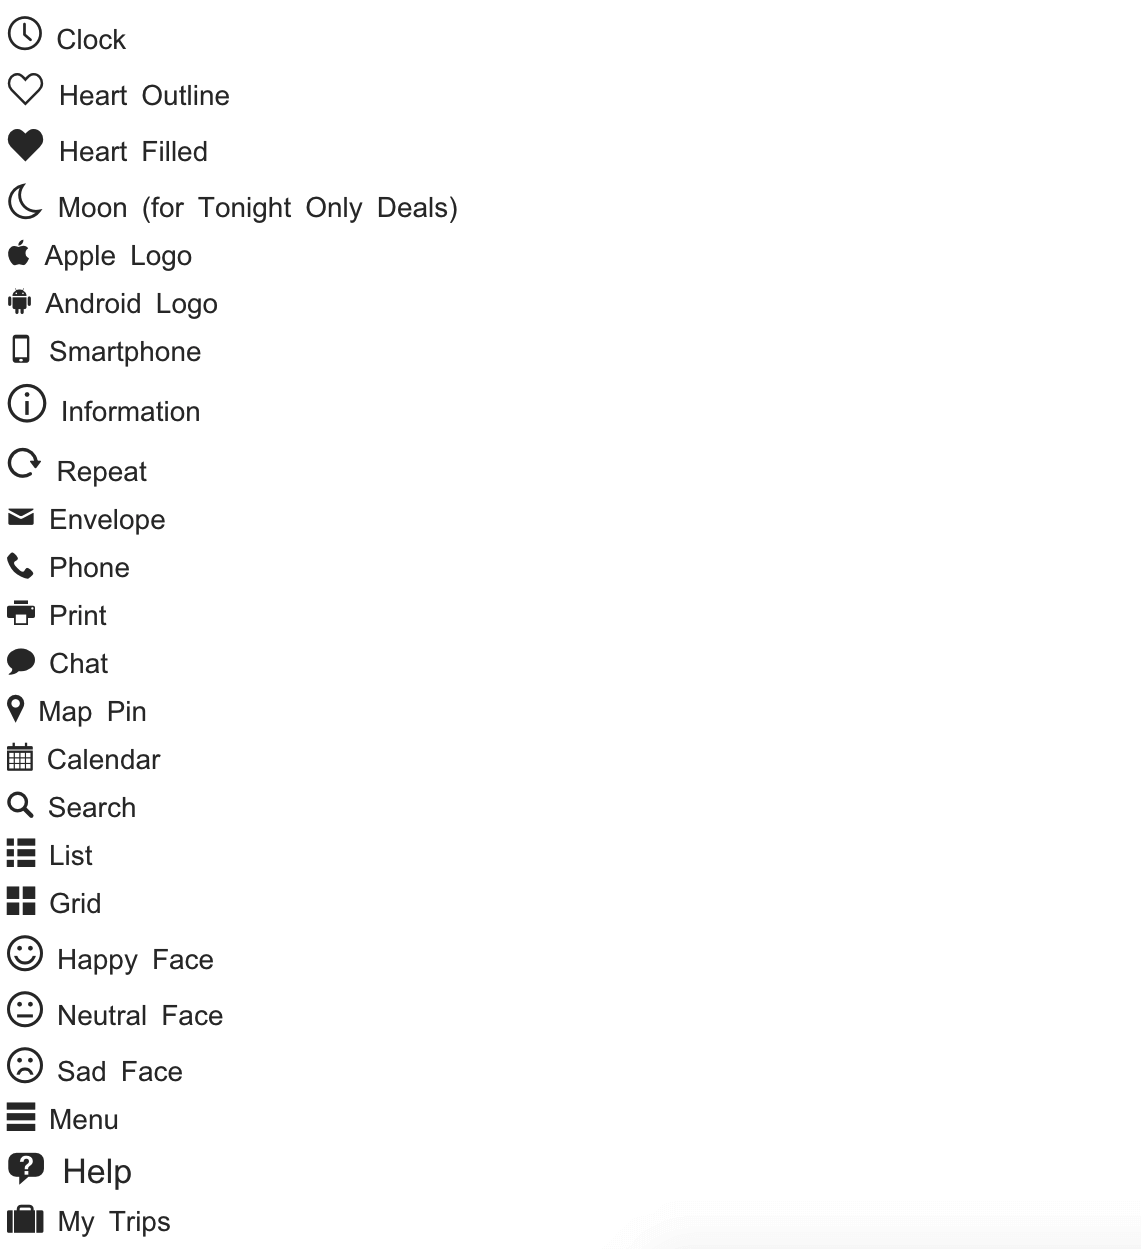 Clock
Heart Outline
Heart Filled
Moon (for Tonight Only Deals)
Apple Logo
Android Logo
Smartphone
Information
Repeat
Envelope
Phone
Print
Chat
Map Pin
Calendar
Search
List
Grid
Happy Face
Neutral Face
Sad Face
Menu
Help
My Trips